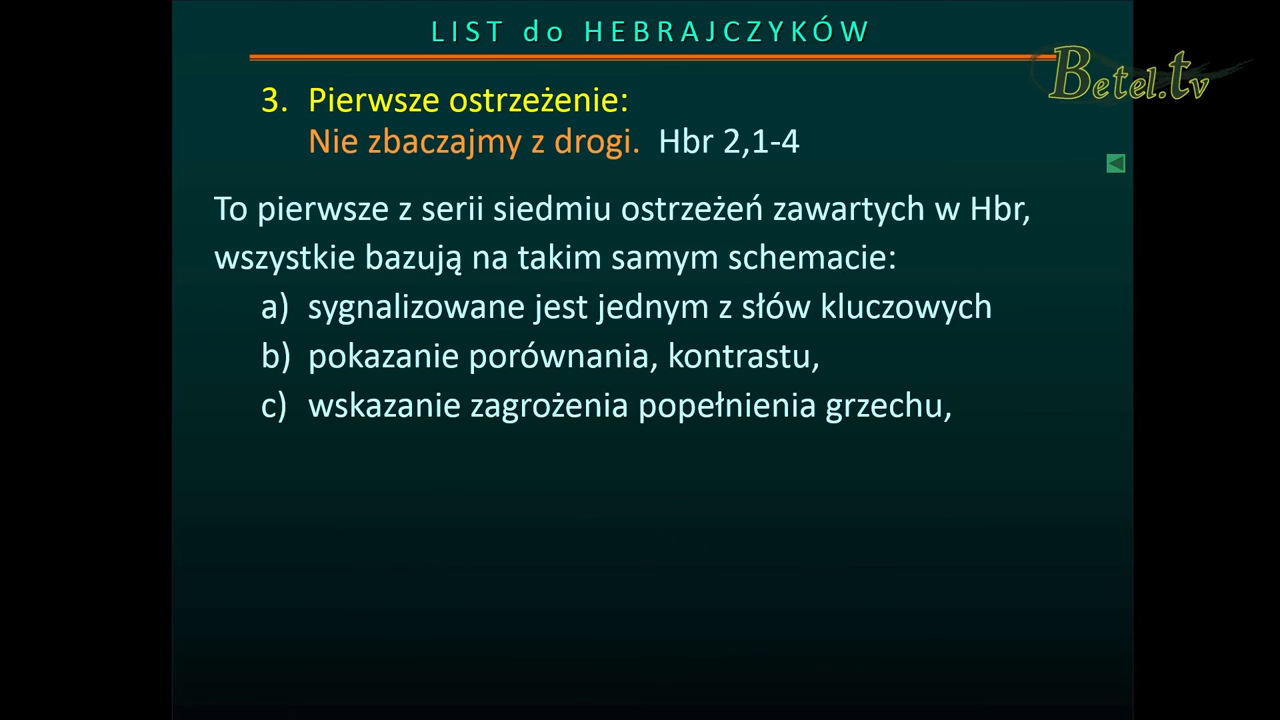 LIST do HEBRAJCZYKÓW
Betel.tv
3. Pierwsze ostrzeżenie:
Nie zbaczajmy z drogi. Hbr 2,1-4
To pierwsze z serii siedmiu ostrzeżeń zawartych w Hbr,
wszystkie bazują na takim samym schemacie:
a) sygnalizowane jest jednym z słów kluczowych
b) pokazanie porównania, kontrastu,
c) wskazanie zagrożenia popełnienia grzechu,